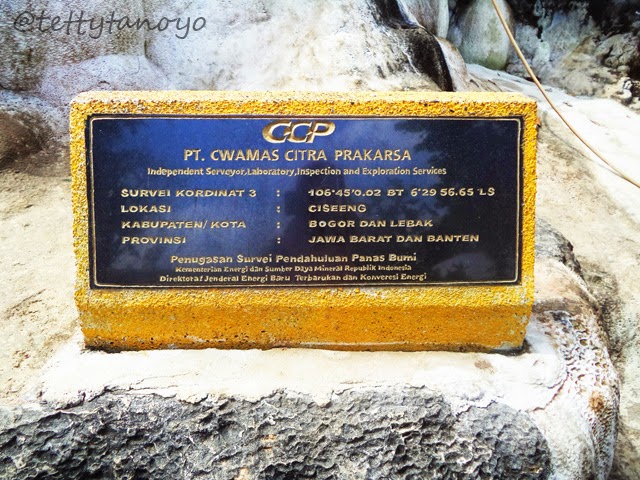 @tettytanoyo
CCP
PT. CWAMAS CITRA PRAKARSA
Independent Serveyor,Laboratory,Inspection and Exploration Services
SURVEI KORDINAT 3 : 106°45'0.02 BT 6°29 56.65 LS
LOKASI : CISEENG
KABUPATEN/ KOTA : BOGOR DAN LEBAK
PROVINSI : JAWA BARAT DAN BANTEN
Penugasan Survei Pendahuluan Panas Bumi
Kementerian Energi dan Sumber Daya Mineral Republik Indonesia
Direktorat Jenderal Energi Baru Terbarukan dan Konveresi Energi